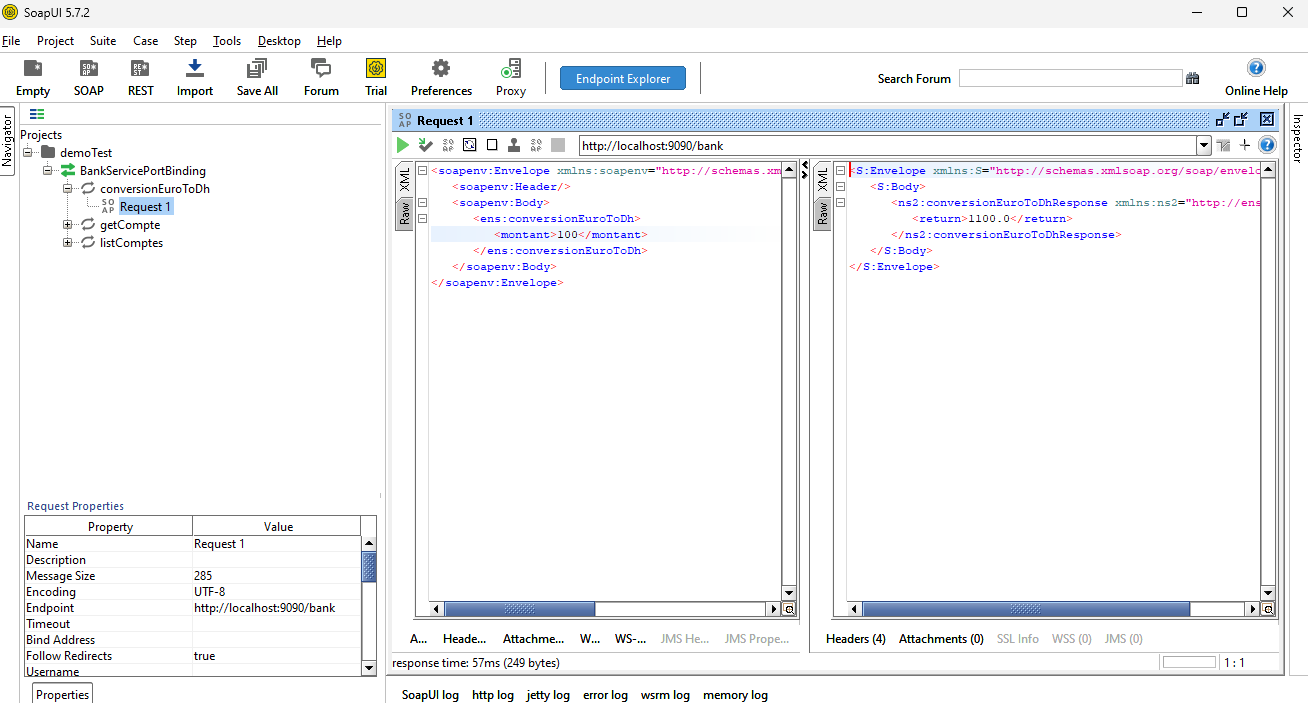 SoapUI 5.7.2
File Project Suite Case Step Tools Desktop Help
Empty SOAP REST Import Save All Forum Trial Preferences Proxy Endpoint Explorer Search Forum Online Help
Navigator
Projects
demoTest
BankServicePortBinding
conversionEuroToDh
Request 1
getCompte
listComptes
Request Properties
Property Value
Name Request 1
Description
Message Size 285
Encoding UTF-8
Endpoint http://localhost:9090/bank
Timeout
Bind Address
Follow Redirects true
Username
Properties
Request 1
http://localhost:9090/bank
XML
Raw
<soapenv:Envelope xmlns:soapenv="http://schemas.xm
<soapenv:Header/>
<soapenv:Body>
<ens:conversionEuroToDh>
<montant>100</montant>
</ens:conversionEuroToDh>
</soapenv:Body>
</soapenv:Envelope>
A... Heade... Attachme... W... WS-... JMS He... JMS Prope...
XML
Raw
<S:Envelope xmlns:S="http://schemas.xmlsoap.org/soap/envelo
<S:Body>
<ns2:conversionEuroToDhResponse xmlns:ns2="http://ens
<return>1100.0</return>
</ns2:conversionEuroToDhResponse>
</S:Body>
</S:Envelope>
Headers (4) Attachments (0) SSL Info WSS (0) JMS (0)
response time: 57ms (249 bytes)
1 : 1
Inspector
SoapUI log http log jetty log error log wsrm log memory log